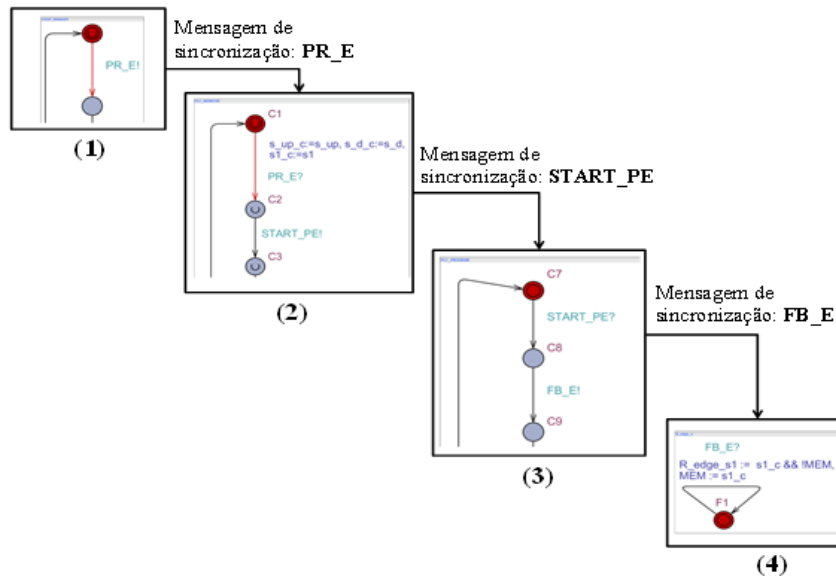 Mensagem de
sincronização: PR_E
PR_E!
(1)
C1
s_up_c:=s_up, s_d_c:=s_d,
s1_c:=s1
PR_E?
C2
START_PE!
C3
(2)
Mensagem de
sincronização: START_PE
C7
START_PE?
C8
FB_E!
C9
(3)
Mensagem de
sincronização: FB_E
FB_E?
R_edge_s1 := s1_c && !MEM,
MEM := s1_c
F1
(4)